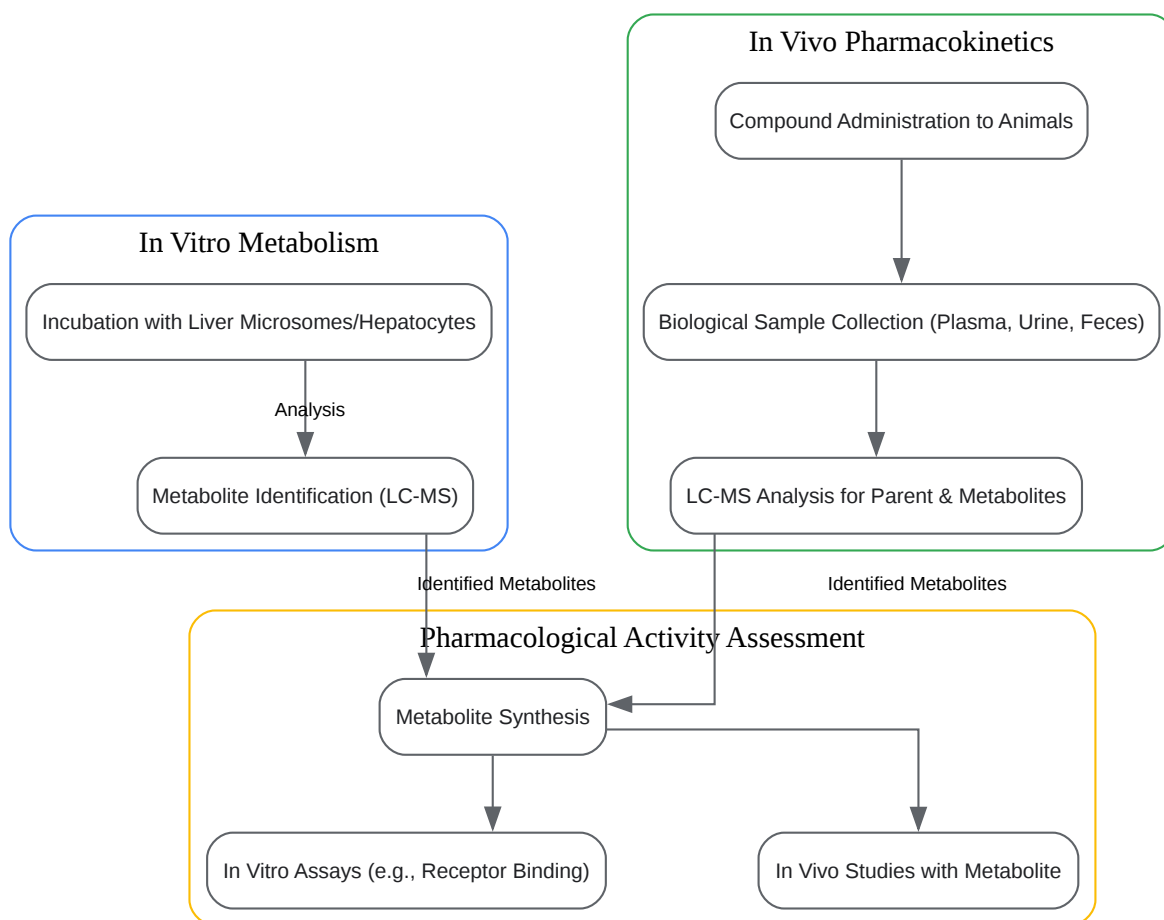 In Vivo Pharmacokinetics
Compound Administration to Animals
In Vitro Metabolism
Incubation with Liver Microsomes/Hepatocytes
Biological Sample Collection (Plasma, Urine, Feces)
Analysis
Metabolite Identification (LC-MS)
LC-MS Analysis for Parent & Metabolites
Identified Metabolites
Identified Metabolites
Pharmacological Activity Assessment
Metabolite Synthesis
In Vitro Assays (e.g., Receptor Binding)
In Vivo Studies with Metabolite